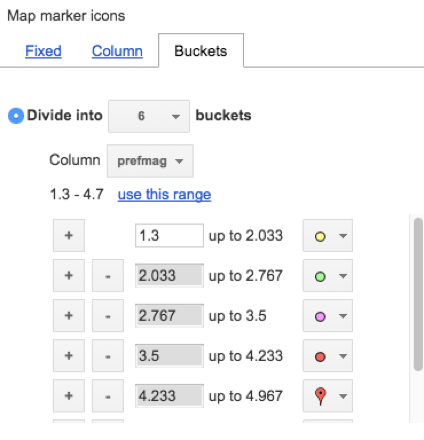 Map marker icons
Fixed Column Buckets
Divide into 6 buckets
Column prefmag
1.3 - 4.7 use this range
+ 1.3 up to 2.033
+ - 2.033 up to 2.767
+ - 2.767 up to 3.5
+ - 3.5 up to 4.233
+ - 4.233 up to 4.967